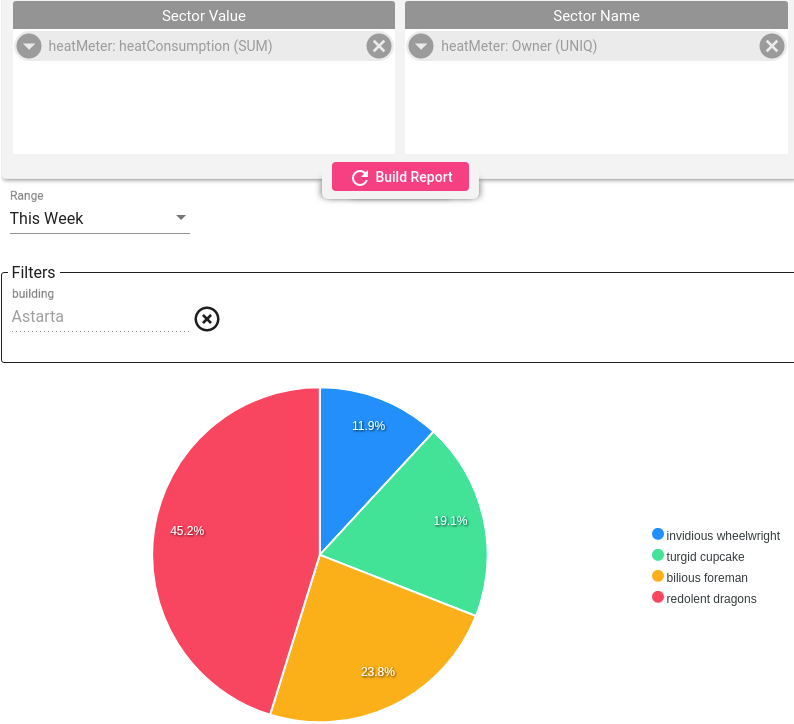 Sector Value
Sector Name
heatMeter: heatConsumption (SUM)
heatMeter: Owner (UNIQ)
Build Report
Range
This Week
Filters
building
Astarta
11.9%
19.1%
45.2%
23.8%
invidious wheelwright
turgid cupcake
bilious foreman
redolent dragons